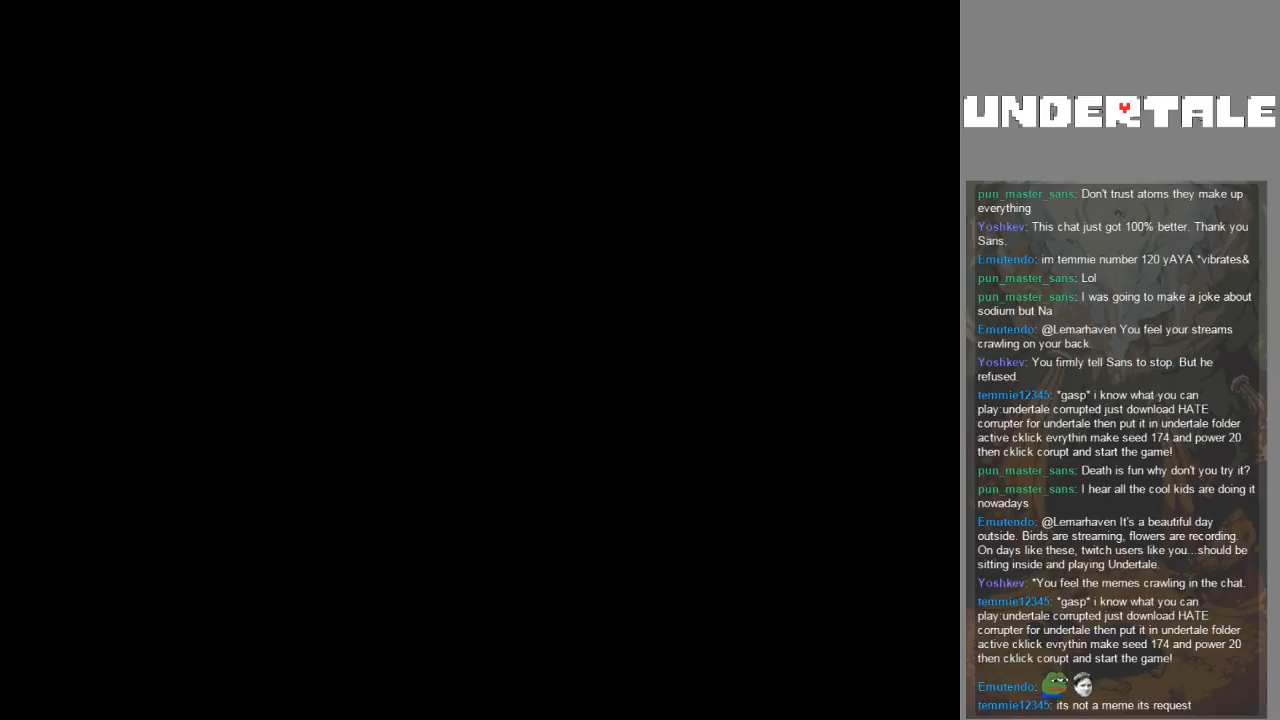 UNDERTALE
pun_master_sans: Don't trust atoms they make up
everything
Yoshkev: This chat just got 100% better. Thank you
Sans.
Emutendo: im temmie number 120 yAYA *vibrates&
pun_master_sans: Lol
pun_master_sans: I was going to make a joke about
sodium but Na
Emutendo: @Lemarhaven You feel your streams
crawling on your back.
Yoshkev: You firmly tell Sans to stop. But he
refused.
temmie12345: *gasp* i know what you can
play:undertale corrupted just download HATE
corrupter for undertale then put it in undertale folder
active cklick evrythin make seed 174 and power 20
then cklick corupt and start the game!
pun_master_sans: Death is fun why don't you try it?
pun_master_sans: I hear all the cool kids are doing it
nowadays
Emutendo: @Lemarhaven It's a beautiful day
outside. Birds are streaming, flowers are recording.
On days like these, twitch users like you...should be
sitting inside and playing Undertale.
Yoshkev: *You feel the memes crawling in the chat.
temmie12345: *gasp* i know what you can
play:undertale corrupted just download HATE
corrupter for undertale then put it in undertale folder
active cklick evrythin make seed 174 and power 20
then cklick corupt and start the game!
Emutendo:
temmie12345: its not a meme its request